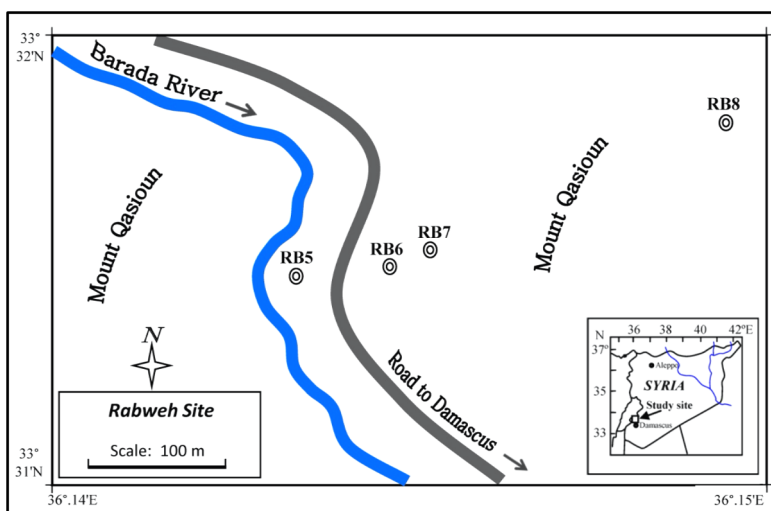 33°
32'N
Barada River
RB8
Mount Qasioun
Mount Qasioun
RB7
RB6
RB5
N
Rabweh Site
Scale: 100 m
Road to Damascus
N 36 38 40 42°E
37°
Aleppo
35
SYRIA
Study site
33
Damascus
33°
31'N
36°.14'E
36°.15'E